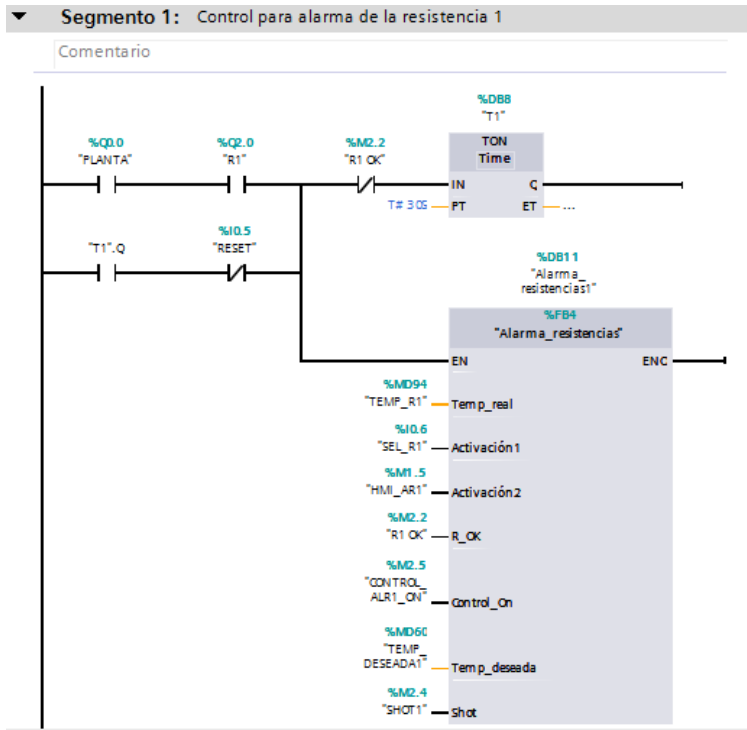 Segmento 1: Control para alarma de la resistencia 1
Comentario
%DB8
"T1"
%Q0.0
"PLANTA"
%Q2.0
"R1"
%M2.2
"R1 OK"
TON
Time
IN
Q
T# 30S
PT
ET
...
"T1".Q
%I0.5
"RESET"
%DB11
"Alarma_
resistencias1"
%FB4
"Alarma_resistencias"
EN
ENO
%MD94
"TEMP_R1"
Temp_real
%I0.6
"SEL_R1"
Activación1
%M1.5
"HMI_AR1"
Activación2
%M2.2
"R1 OK"
R_OK
%M2.5
"CONTROL_
ALR1_ON"
Control_On
%MD60
"TEMP_
DESEADA1"
Temp_deseada
%M2.4
"SHOT1"
Shot